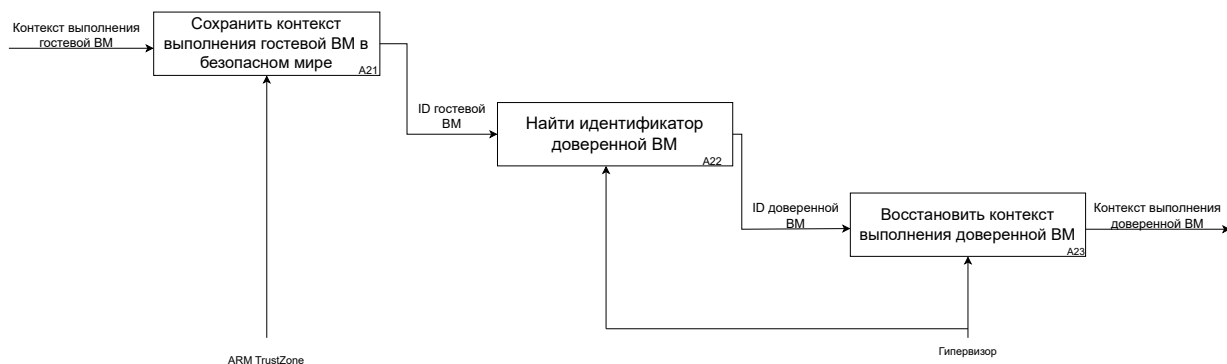 Контекст выполнения
гостевой ВМ
Сохранить контекст
выполнения гостевой ВМ в
безопасном мире
A21
ID гостевой
ВМ
Найти идентификатор
доверенной ВМ
A22
ID доверенной
ВМ
Восстановить контекст
выполнения доверенной ВМ
A23
Контекст выполнения
доверенной ВМ
ARM TrustZone
Гипервизор